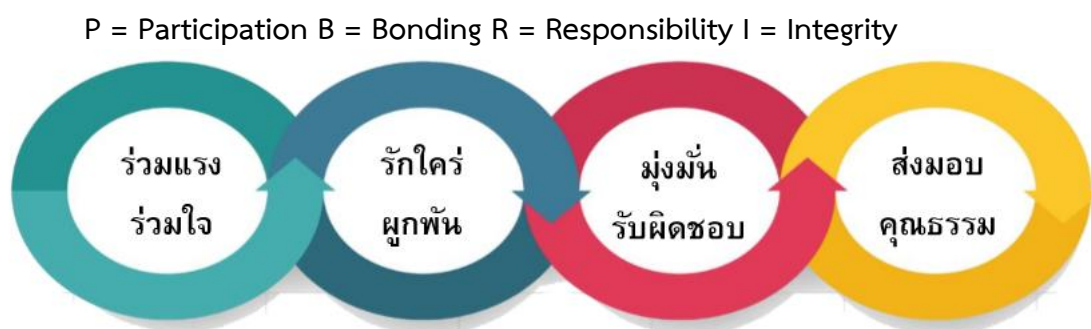 P = Participation B = Bonding R = Responsibility I = Integrity
ร่วมแรง
ร่วมใจ
รักใคร่
ผูกพัน
มุ่งมั่น
รับผิดชอบ
ส่งมอบ
คุณธรรม